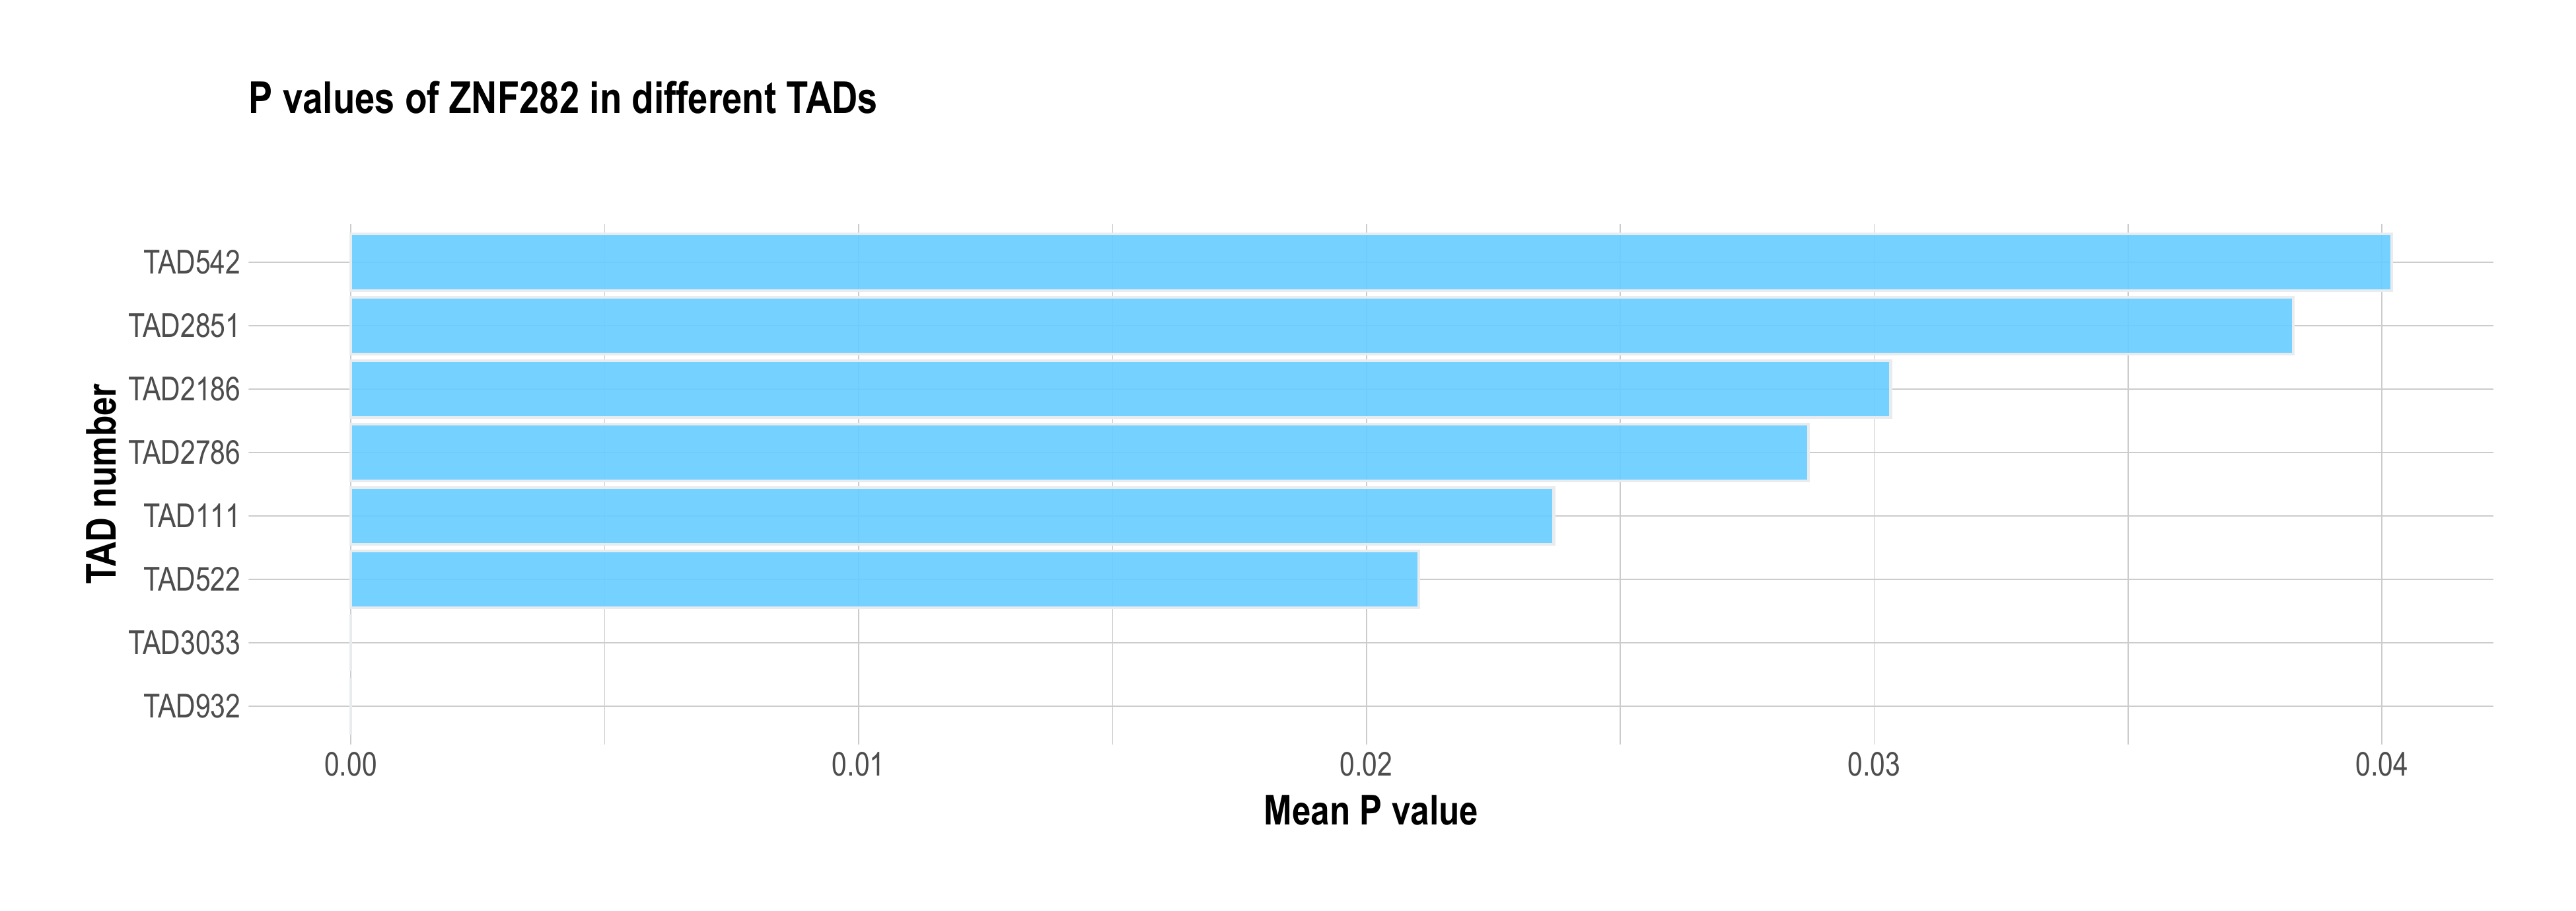 P values of ZNF282 in different TADs
TAD number
TAD542
TAD2851
TAD2186
TAD2786
TAD111
TAD522
TAD3033
TAD932
0.00 0.01 0.02 0.03 0.04
Mean P value